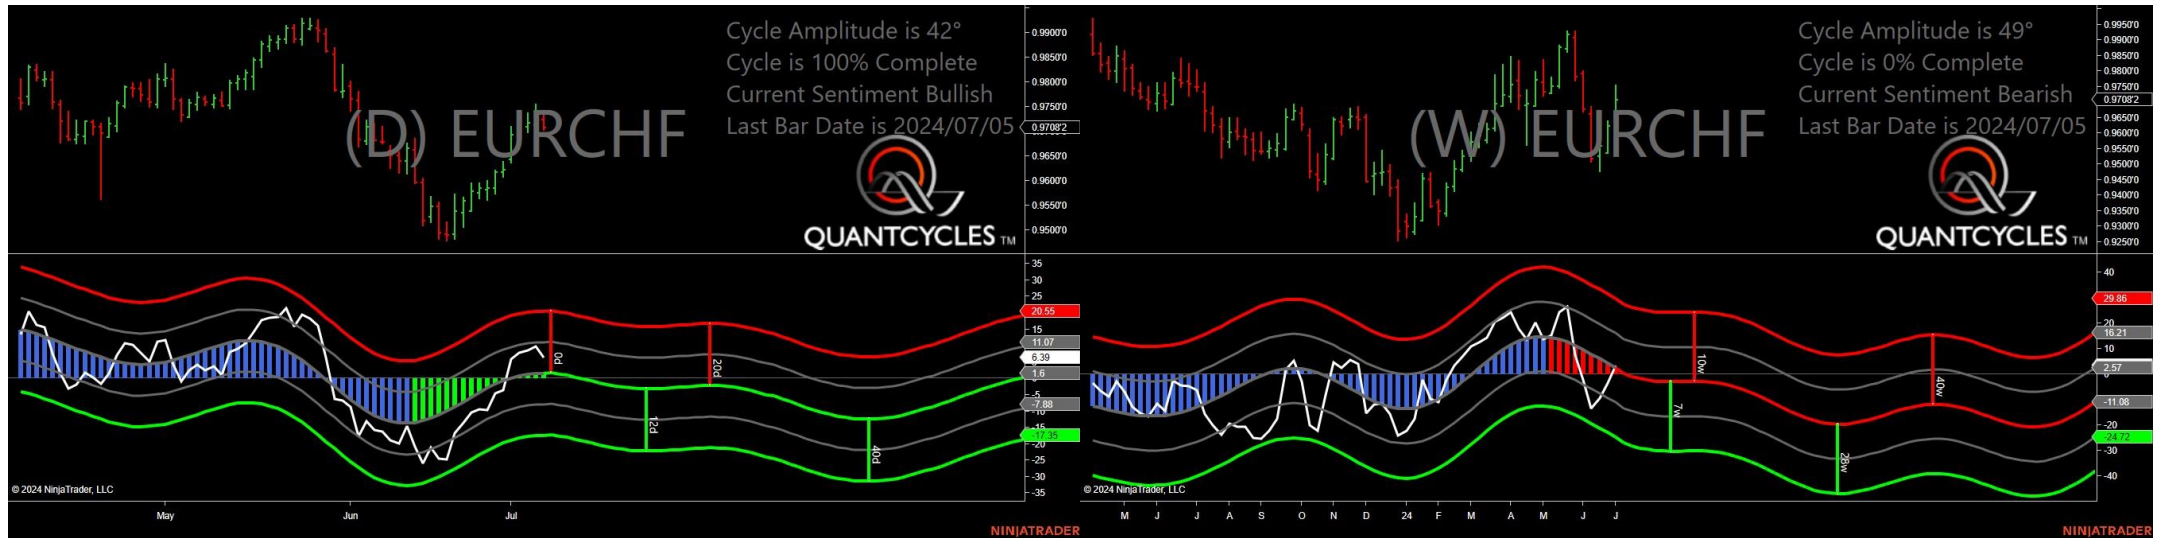 Cycle Amplitude is 42°
Cycle is 100% Complete
Current Sentiment Bullish
Last Bar Date is 2024/07/05
(D) EURCHF
QUANTCYCLES TM
0.9900'0
0.9850'0
0.9800'0
0.9750'0
0.9708'2
0.9650'0
0.9600'0
0.9550'0
0.9500'0
35
30
25
20.55
15
11.07
6.39
1.6
-5
-7.88
-10
-15
-17.35
-20
-25
-30
-35
0d
20d
12d
40d
© 2024 NinjaTrader, LLC
May
Jun
Jul
NINJATRADER
Cycle Amplitude is 49°
Cycle is 0% Complete
Current Sentiment Bearish
Last Bar Date is 2024/07/05
(W) EURCHF
QUANTCYCLES TM
0.9950'0
0.9900'0
0.9850'0
0.9800'0
0.9750'0
0.9708'2
0.9650'0
0.9600'0
0.9550'0
0.9500'0
0.9450'0
0.9400'0
0.9350'0
0.9300'0
0.9250'0
40
29.86
20
16.21
10
2.57
-11.08
-20
-24.72
-30
-40
10w
40w
7w
28w
© 2024 NinjaTrader, LLC
M J J A S O N D 24 F M A M J J
NINJATRADER